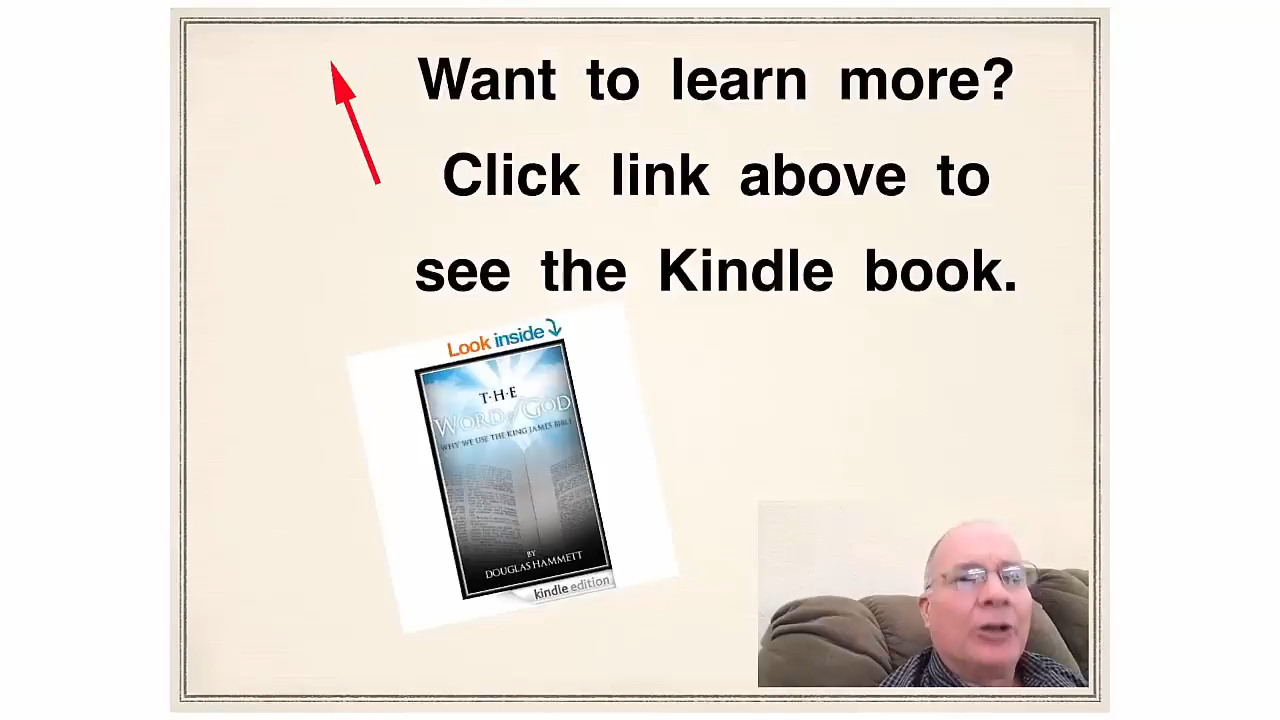 Want to learn more?
Click link above to
see the Kindle book.
Look inside
T·H·E
WORD of GOD
WHY WE USE THE KING JAMES BIBLE
BY
DOUGLAS HAMMETT
kindle edition